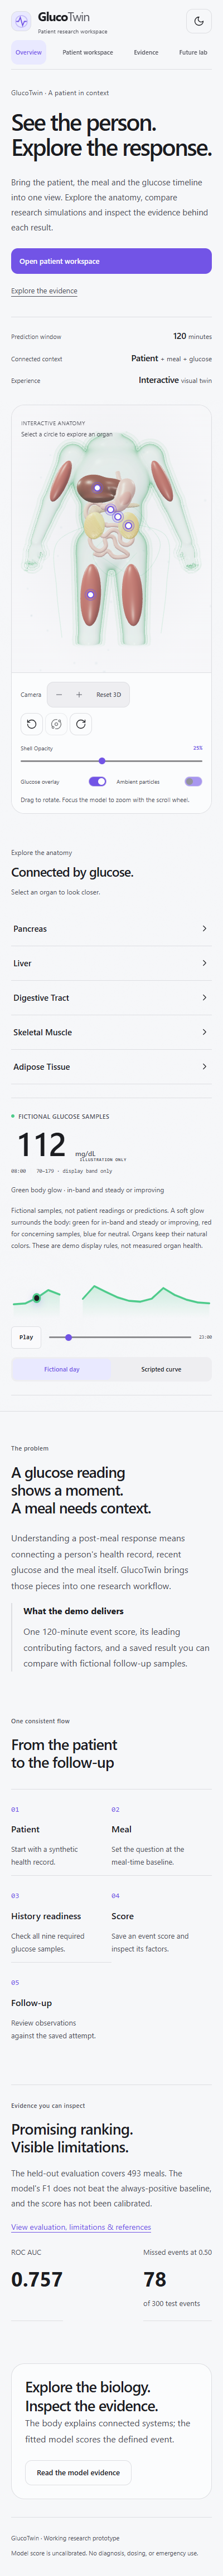 GlucoTwin
Patient research workspace
Overview
Patient workspace
Evidence
Future lab
GlucoTwin · A patient in context
See the person.
Explore the response.
Bring the patient, the meal and the glucose timeline
into one view. Explore the anatomy, compare
research simulations and inspect the evidence behind
each result.
Open patient workspace
Explore the evidence
Prediction window
120 minutes
Connected context
Patient + meal + glucose
Experience
Interactive visual twin
INTERACTIVE ANATOMY
Select a circle to explore an organ
Camera
Reset 3D
Shell Opacity
25%
Glucose overlay
Ambient particles
Drag to rotate. Focus the model to zoom with the scroll wheel.
Explore the anatomy
Connected by glucose.
Select an organ to look closer.
Pancreas
Liver
Digestive Tract
Skeletal Muscle
Adipose Tissue
FICTIONAL GLUCOSE SAMPLES
112 mg/dL
ILLUSTRATION ONLY
08:00 70–179 · display band only
Green body glow · in-band and steady or improving
Fictional samples, not patient readings or predictions. A soft glow
surrounds the body: green for in-band and steady or improving, red
for concerning samples, blue if no active. Organs keep their natural
colors. These are demo display rules, not measured organ health.
Play
23:00
Fictional day
Scripted curve
The problem
A glucose reading
shows a moment.
A meal needs context.
Understanding a post-meal response means
connecting a person's health record, recent
glucose and the meal itself. GlucoTwin brings
those pieces into one research workflow.
What the demo delivers
One 120-minute event score, its leading
contributing factors, and a saved result you can
compare with fictional follow-up samples.
One consistent flow
From the patient
to the follow-up
01
Patient
Start with a synthetic
health record.
02
Meal
Set the question at the
meal-time baseline.
03
History readiness
Check all nine required
glucose samples.
04
Score
Save an event score and
inspect its factors.
05
Follow-up
Review observations
against the saved attempt.
Evidence you can inspect
Promising ranking.
Visible limitations.
The held-out evaluation covers 493 meals. The
model's F1 does not beat the always-positive baseline,
and the score has not been calibrated.
View evaluation, limitations & references
ROC AUC
0.757
Missed events at 0.50
78
of 300 test events
Explore the biology.
Inspect the evidence.
The body explains connected systems; the
fitted model scores the defined event.
Read the model evidence
GlucoTwin · Working research prototype
Model score is uncalibrated. No diagnosis, dosing, or emergency use.